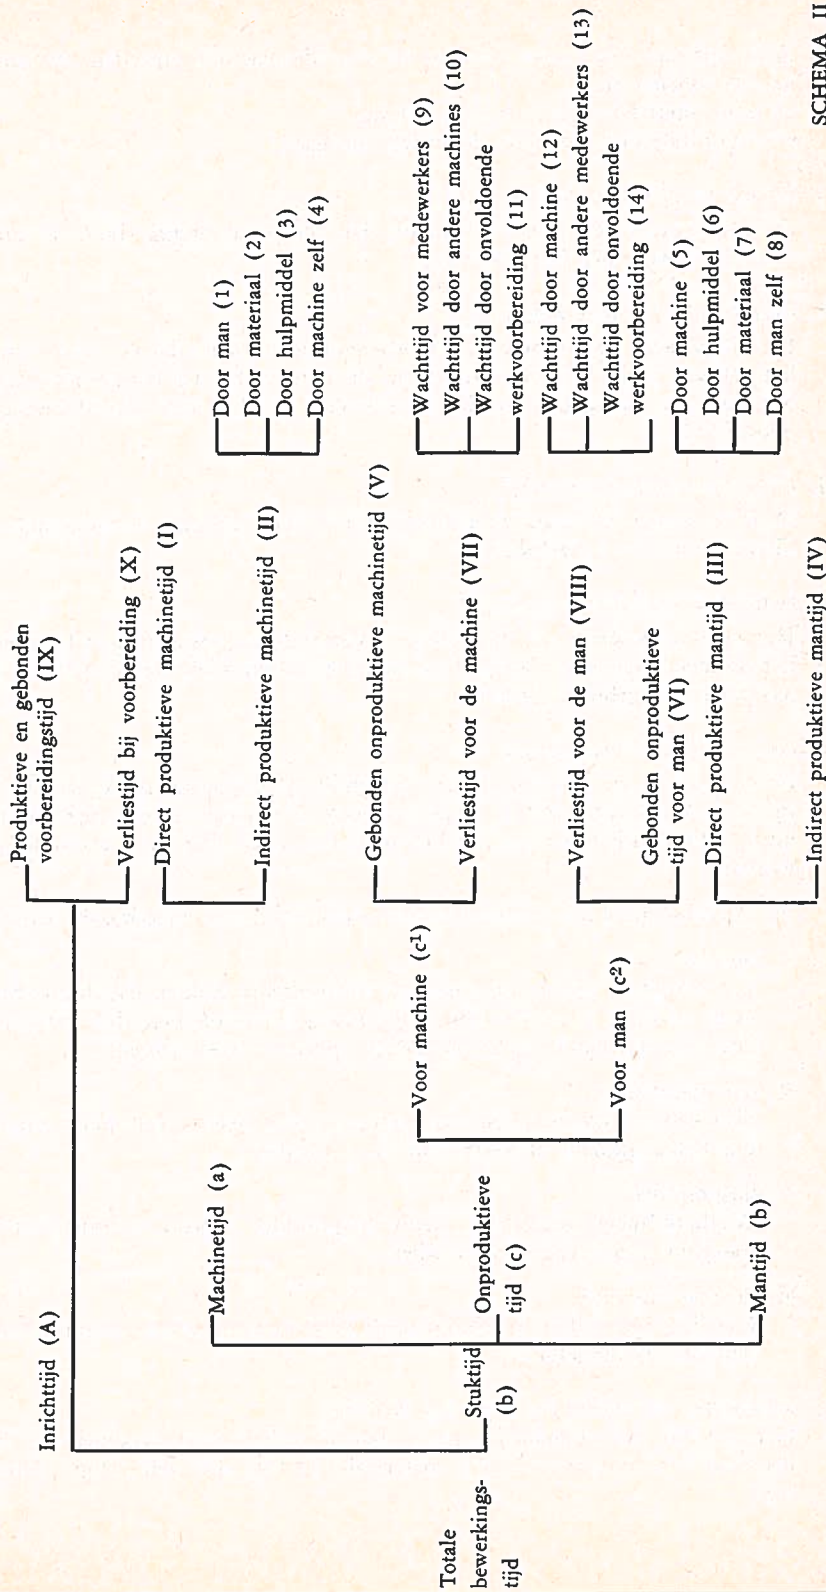 Totale
bewerkings-
tijd
Inrichttijd (A)
Stuktijd
(b)
Machinetijd (a)
Onproduktieve
tijd (c)
Mantijd (b)
Voor machine (c¹)
Voor man (c²)
Produktieve en gebonden
voorbereidingstijd (IX)
Verliestijd bij voorbereiding (X)
Direct produktieve machinetijd (I)
Indirect produktieve machinetijd (II)
Gebonden onproduktieve machinetijd (V)
Verliestijd voor de machine (VII)
Verliestijd voor de man (VIII)
Gebonden onproduktieve
tijd voor man (VI)
Direct produktieve mantijd (III)
Indirect produktieve mantijd (IV)
Door man (1)
Door materiaal (2)
Door hulpmiddel (3)
Door machine zelf (4)
Wachttijd voor medewerkers (9)
Wachttijd door andere machines (10)
Wachttijd door onvoldoende
werkvoorbereiding (11)
Wachttijd door machine (12)
Wachttijd door andere medewerkers (13)
Wachttijd door onvoldoende
werkvoorbereiding (14)
Door machine (5)
Door hulpmiddel (6)
Door materiaal (7)
Door man zelf (8)
SCHEMA II